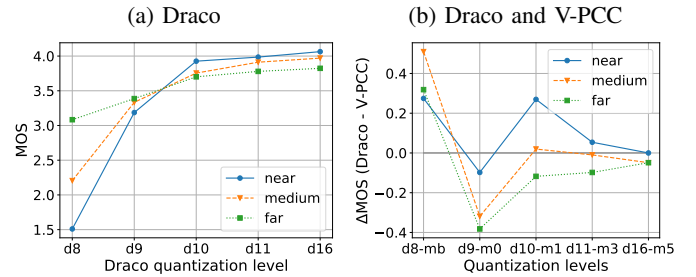 (a) Draco
MOS
4.0
3.5
3.0
2.5
2.0
1.5
near
medium
far
d8
d9
d10
d11
d16
Draco quantization level
(b) Draco and V-PCC
ΔMOS (Draco - V-PCC)
0.4
0.2
0.0
−0.2
−0.4
near
medium
far
d8-mb
d9-m0
d10-m1
d11-m3
d16-m5
Quantization levels